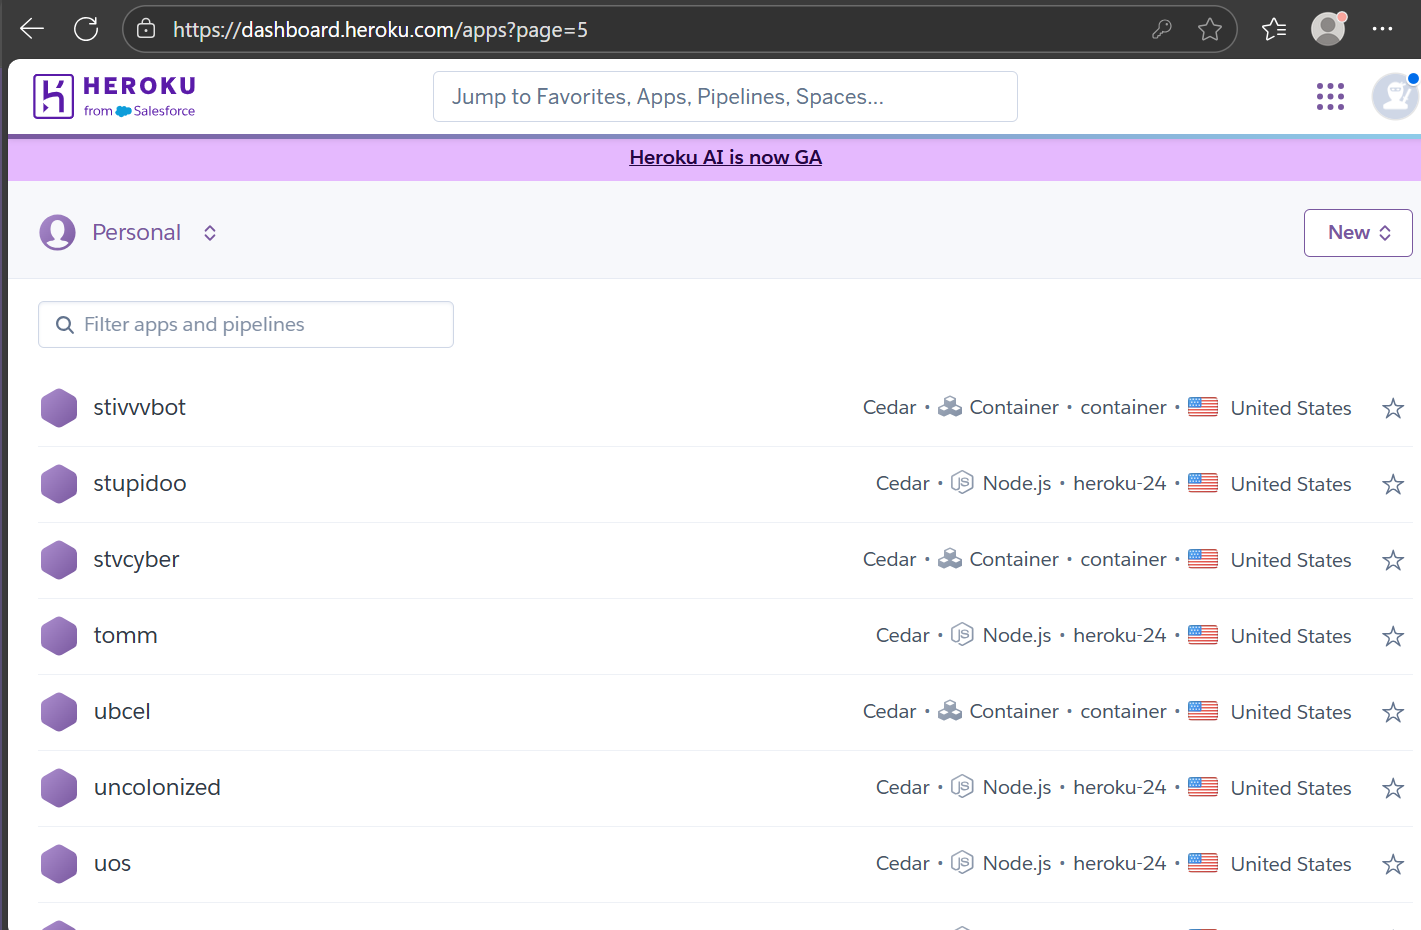 https://dashboard.heroku.com/apps?page=5
HEROKU
from Salesforce
Jump to Favorites, Apps, Pipelines, Spaces...
Heroku AI is now GA
Personal
New
Filter apps and pipelines
stivvvbot Cedar • Container • container • United States
stupidoo Cedar • JS Node.js • heroku-24 • United States
stvcyber Cedar • Container • container • United States
tomm Cedar • JS Node.js • heroku-24 • United States
ubcel Cedar • Container • container • United States
uncolonized Cedar • JS Node.js • heroku-24 • United States
uos Cedar • JS Node.js • heroku-24 • United States